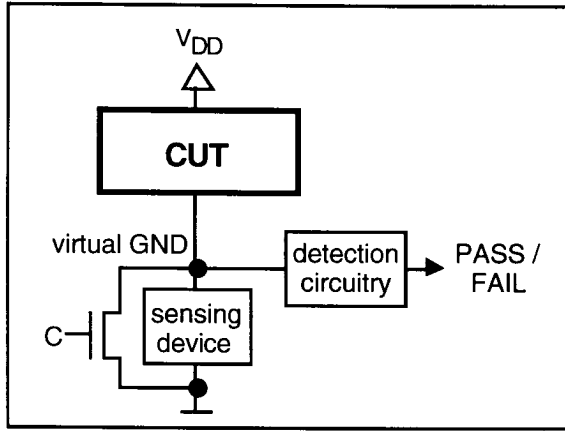 VDD
CUT
virtual GND
detection
circuitry
PASS /
FAIL
sensing
device
C